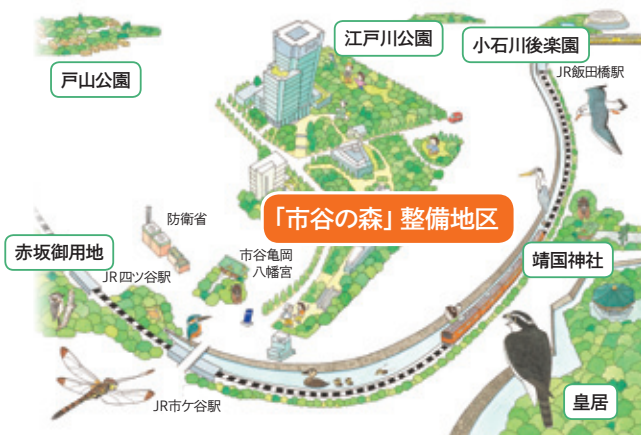 江戸川公園
小石川後楽園
戸山公園
JR飯田橋駅
「市谷の森」整備地区
防衛省
赤坂御用地
市谷亀岡
八幡宮
靖国神社
JR四ツ谷駅
皇居
JR市ケ谷駅